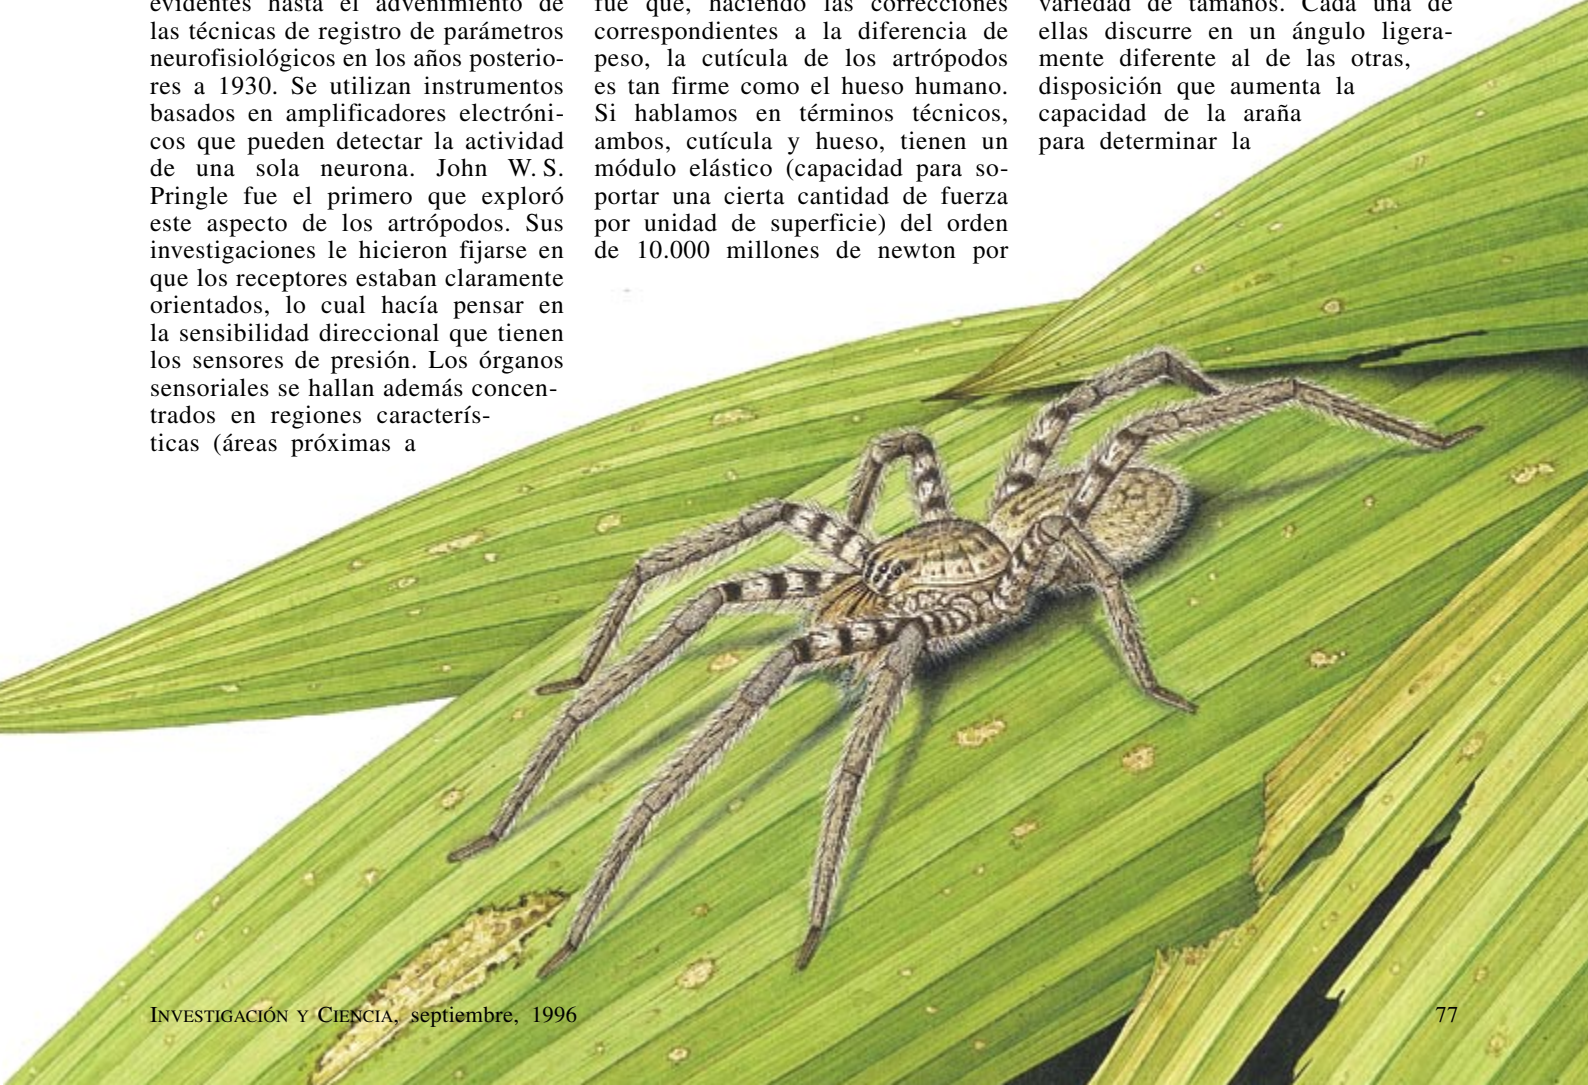 evidentes hasta el advenimiento de
las técnicas de registro de parámetros
neurofisiológicos en los años posterio-
res a 1930. Se utilizan instrumentos
basados en amplificadores electróni-
cos que pueden detectar la actividad
de una sola neurona. John W. S.
Pringle fue el primero que exploró
este aspecto de los artrópodos. Sus
investigaciones le hicieron fijarse en
que los receptores estaban claramente
orientados, lo cual hacía pensar en
la sensibilidad direccional que tienen
los sensores de presión. Los órganos
sensoriales se hallan además concen-
trados en regiones caracterís-
ticas (áreas próximas a
fue que, haciendo las correcciones
correspondientes a la diferencia de
peso, la cutícula de los artrópodos
es tan firme como el hueso humano.
Si hablamos en términos técnicos,
ambos, cutícula y hueso, tienen un
módulo elástico (capacidad para so-
portar una cierta cantidad de fuerza
por unidad de superficie) del orden
de 10.000 millones de newton por
variedad de tamaños. Cada una de
ellas discurre en un ángulo ligera-
mente diferente al de las otras,
disposición que aumenta la
capacidad de la araña
para determinar la
INVESTIGACIÓN Y CIENCIA, septiembre, 1996
77